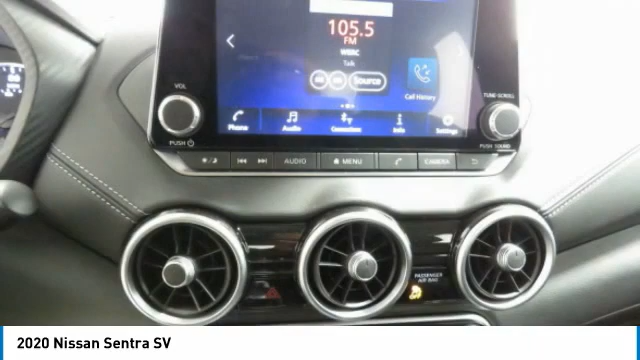 105.5
FM
WERC
Talk
Source
Call History
VOL
TUNE·SCROLL
Phone Audio Connections Info Settings
PUSH
PUSH SOUND
AUDIO MENU CAMERA
PASSENGER
AIR BAG
2020 Nissan Sentra SV